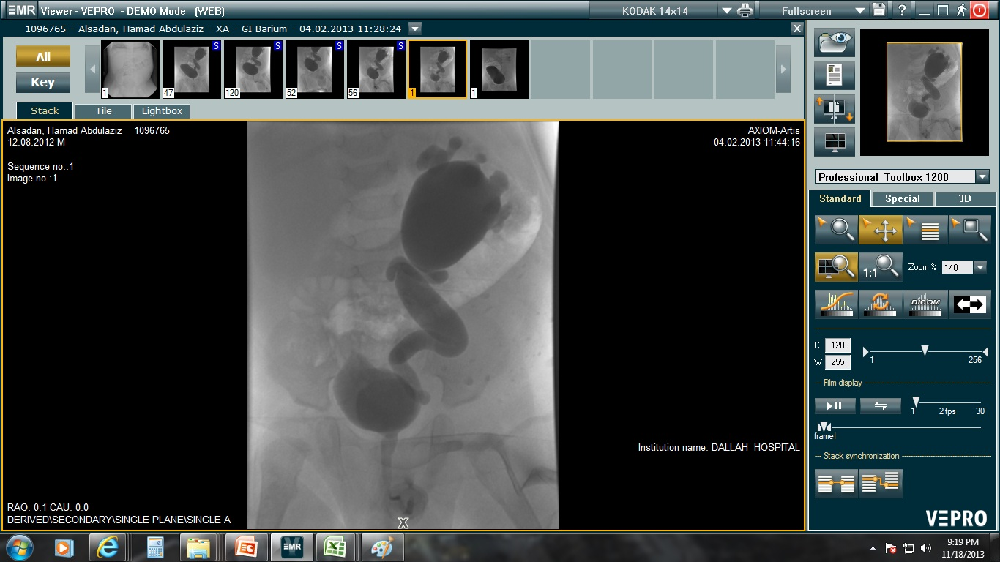 EMR Viewer - VEPRO - DEMO Mode (WEB) KODAK 14x14 Fullscreen ?
1096765 - Alsadan, Hamad Abdulaziz - XA - GI Barium - 04.02.2013 11:28:24
All
Key
1 47 S 120 S 52 S 56 S 1 1
Stack Tile Lightbox
Alsadan, Hamad Abdulaziz 1096765
12.08.2012 M
Sequence no.:1
Image no.:1
AXIOM-Artis
04.02.2013 11:44:16
Institution name: DALLAH HOSPITAL
RAO: 0.1 CAU: 0.0
DERIVED\SECONDARY\SINGLE PLANE\SINGLE A
X
Professional Toolbox 1200
Standard Special 3D
1:1 Zoom % 140
DICOM
C 128
W 255
1 256
Film display
1 2 fps 30
frame1
Stack synchronization
VEPRO
EMR
9:19 PM
11/18/2013